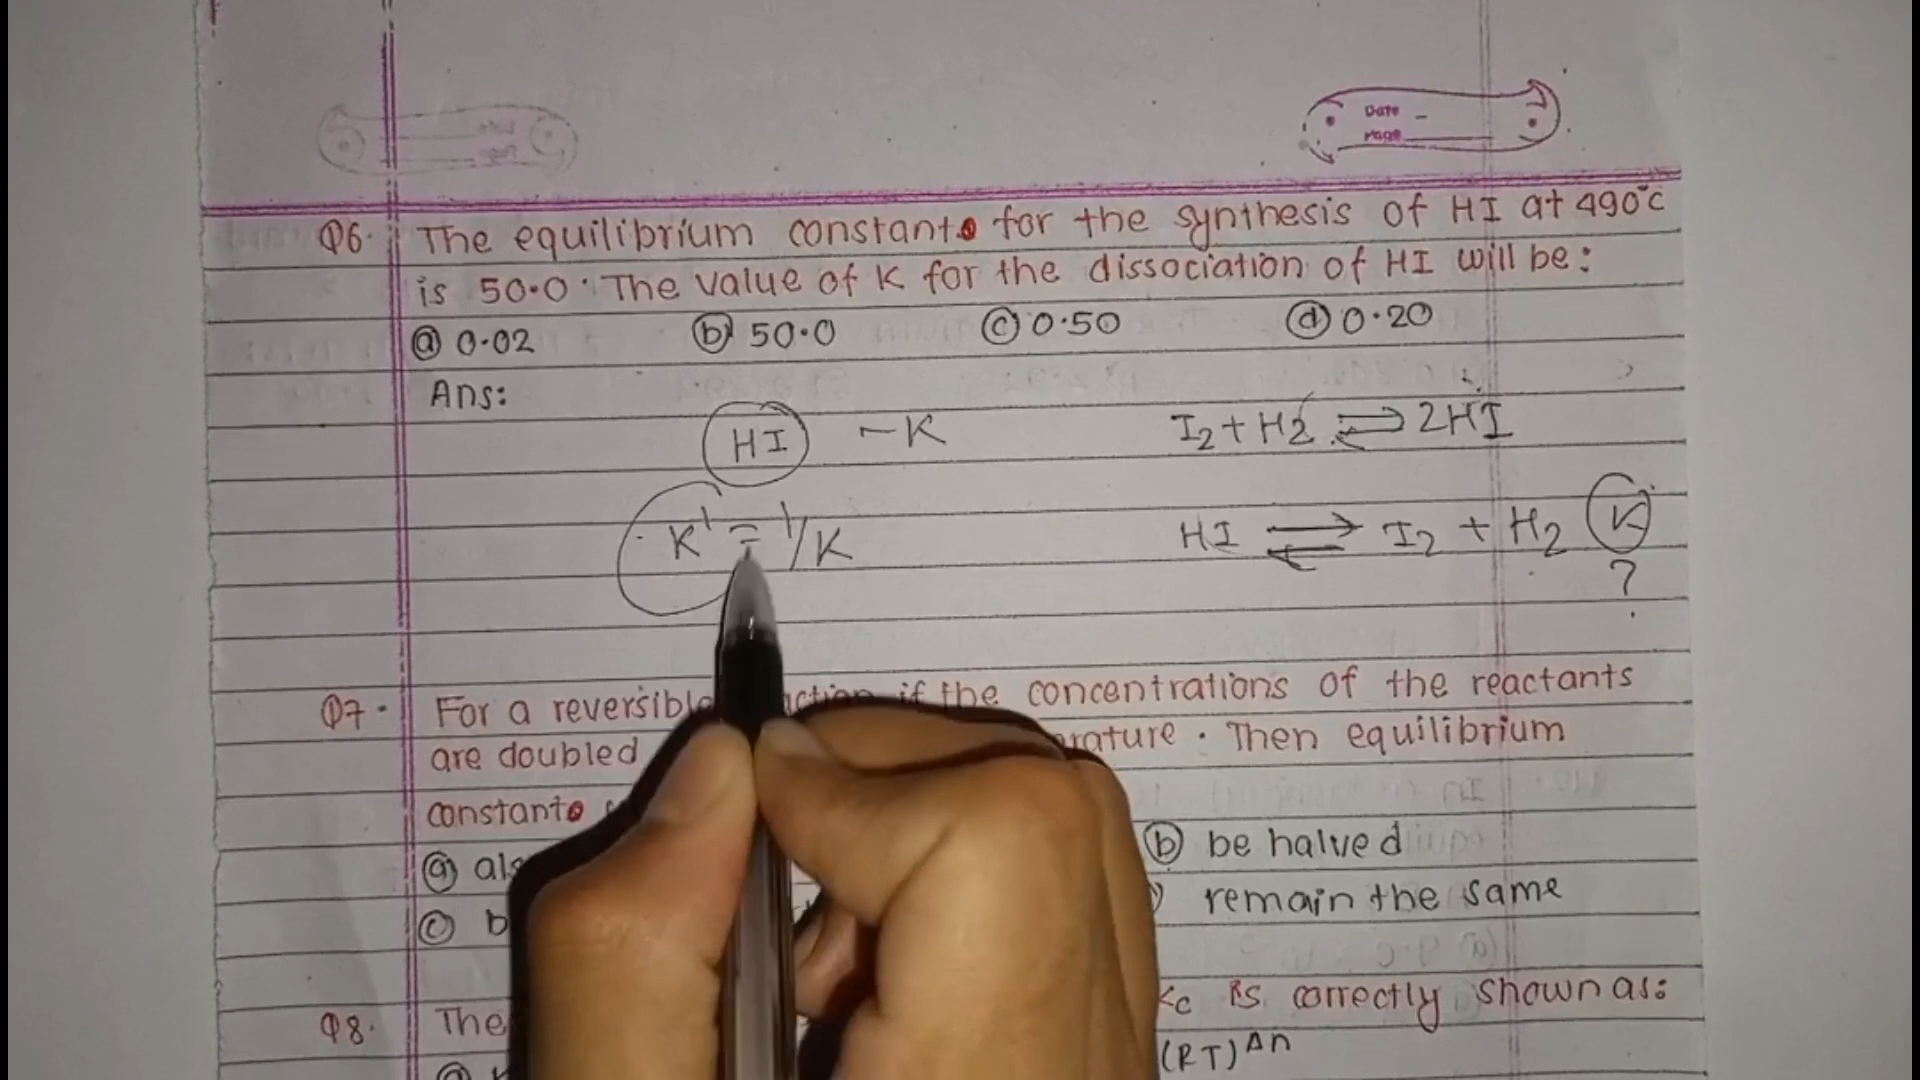 Date
Page
Q6. The equilibrium constant for the synthesis of HI at 490°c
is 50.0. The value of K for the dissociation of HI will be:
ⓐ 0.02 ⓑ 50.0 ⓒ 0.50 ⓓ 0.20
Ans:
HI - K I₂ + H₂ ⇌ 2HI
K' = 1/K HI ⇌ I₂ + H₂ K
?
Q7. For a reversible if the concentrations of the reactants
are doubled . Then equilibrium
constant
ⓐ ⓑ be halved
ⓒ remain the same
Q8. The Kc is correctly shown as:
(RT)^Δn